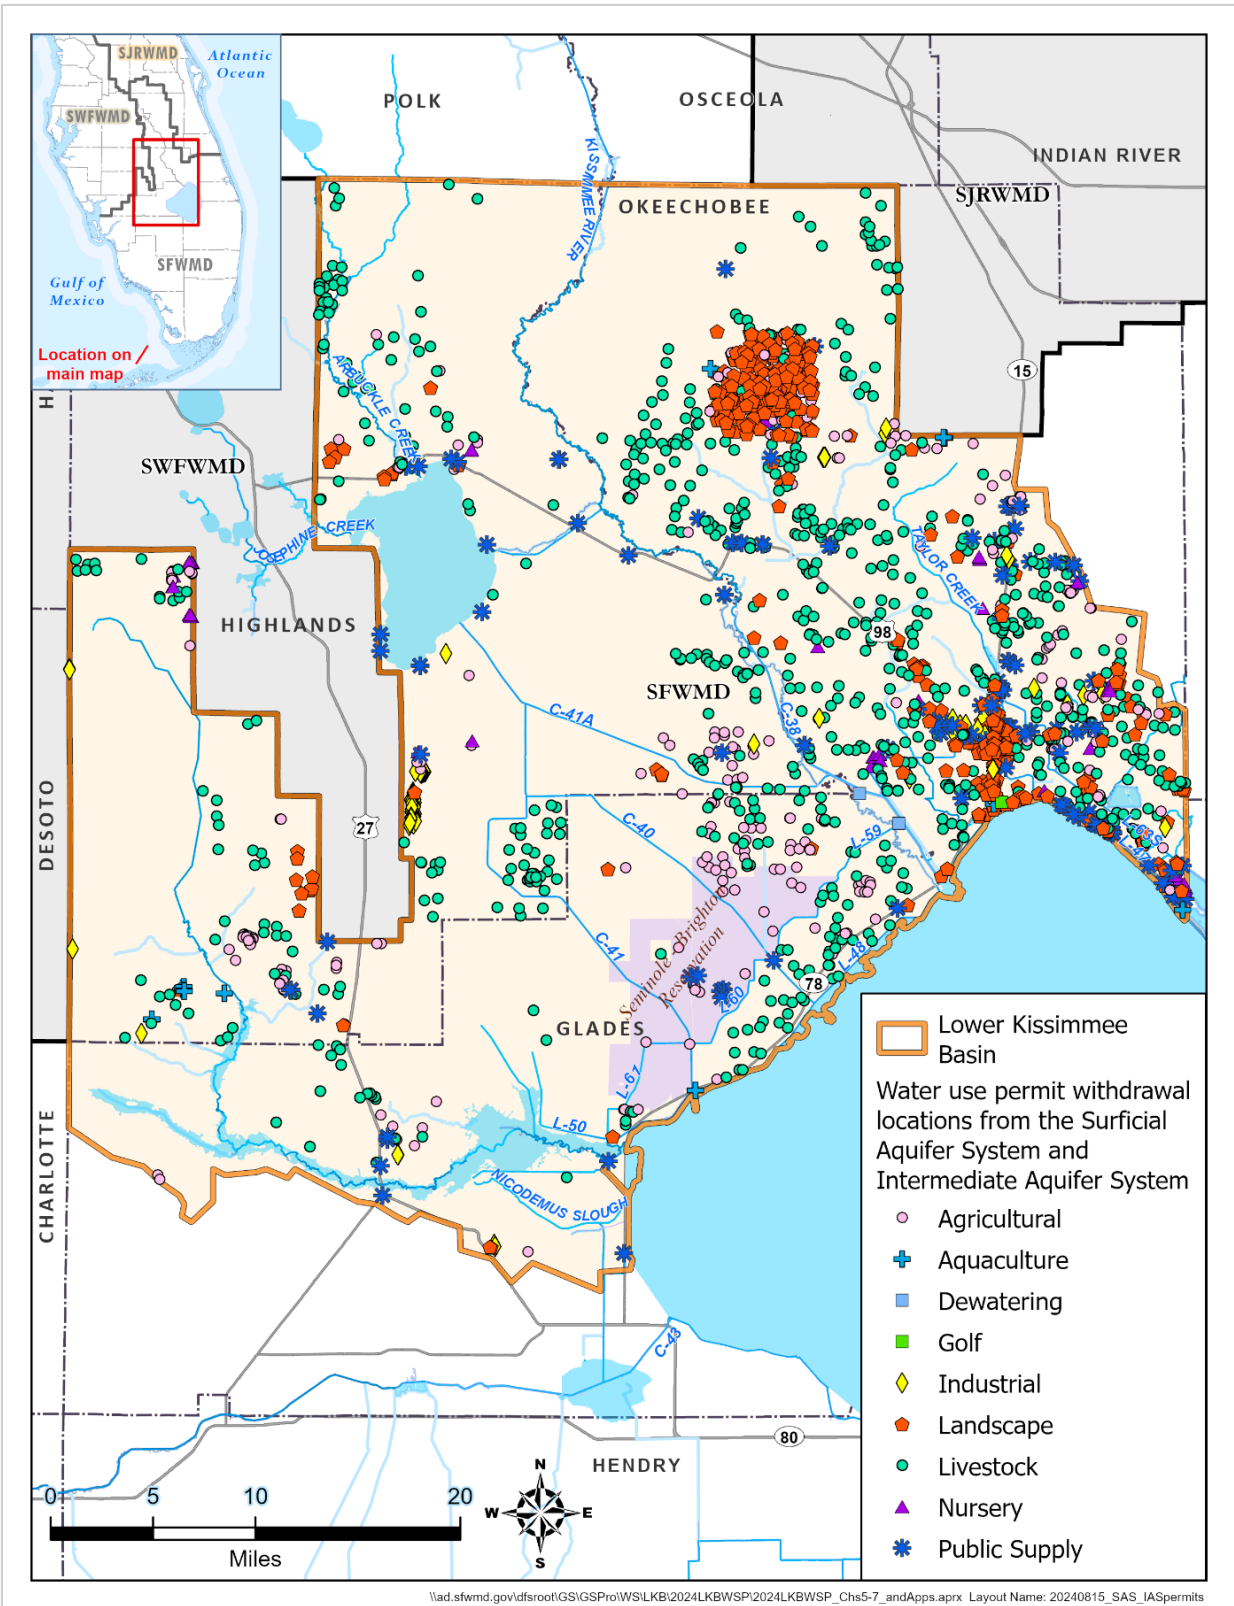 SJRWMD
Atlantic
Ocean
SWFWMD
SFWMD
Gulf of
Mexico
Location on
main map
POLK
OSCEOLA
INDIAN RIVER
SJRWMD
KISSIMMEE RIVER
OKEECHOBEE
15
H
ARBUCKLE CREEK
SWFWMD
JOSEPHINE CREEK
TAYLOR CREEK
HIGHLANDS
98
SFWMD
C-41A
C-38
DESOTO
27
C-40
L-59
L-63S
L-47
C-41
Seminole - Brighton
Reservation
L-48
78
L-60
GLADES
L-61
L-50
CHARLOTTE
NICODEMUS SLOUGH
C-43
80
HENDRY
Lower Kissimmee
Basin
Water use permit withdrawal
locations from the Surficial
Aquifer System and
Intermediate Aquifer System
Agricultural
Aquaculture
Dewatering
Golf
Industrial
Landscape
Livestock
Nursery
Public Supply
0 5 10 20
Miles
N
W E
S
\\ad.sfwmd.gov\dfsroot\GS\GSPro\WS\LKB\2024LKBWSP\2024LKBWSP_Chs5-7_andApps.aprx Layout Name: 20240815_SAS_IASpermits